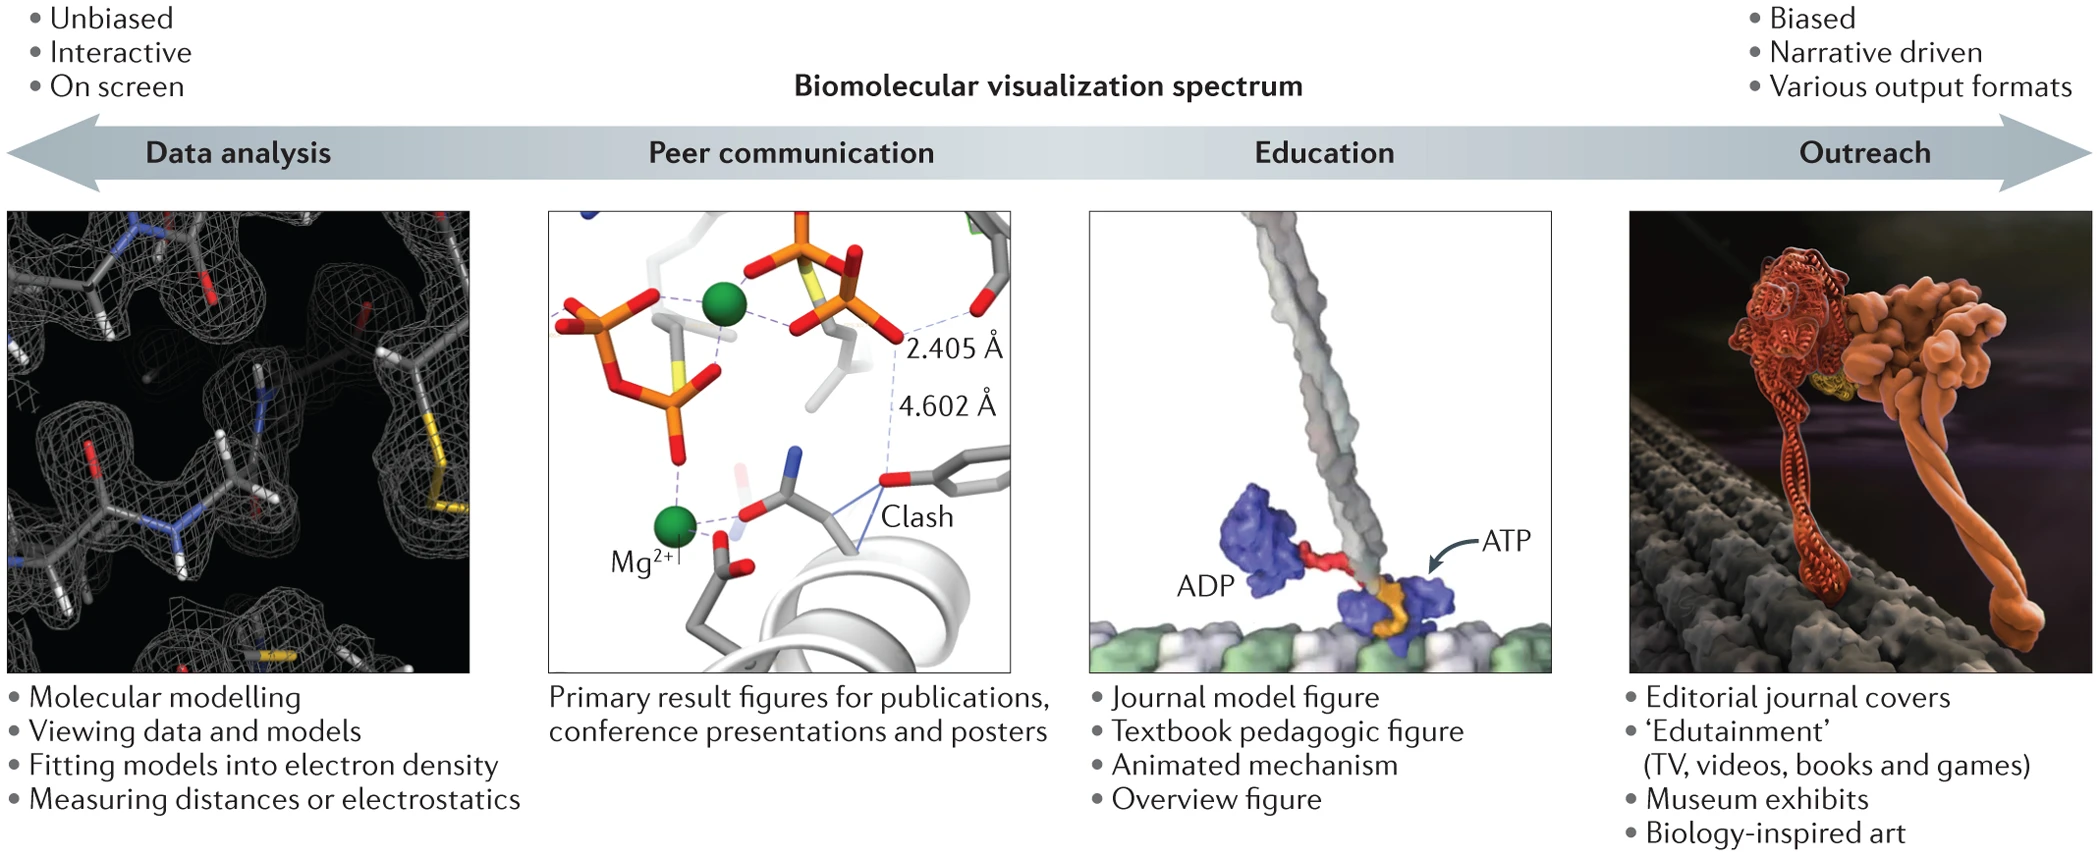 • Unbiased
• Interactive
• On screen
• Biased
• Narrative driven
• Various output formats
Biomolecular visualization spectrum
Data analysis
Peer communication
Education
Outreach
2.405 Å
4.602 Å
Clash
Mg²⁺
ADP
ATP
• Molecular modelling
• Viewing data and models
• Fitting models into electron density
• Measuring distances or electrostatics
Primary result figures for publications,
conference presentations and posters
• Journal model figure
• Textbook pedagogic figure
• Animated mechanism
• Overview figure
• Editorial journal covers
• ‘Edutainment’
(TV, videos, books and games)
• Museum exhibits
• Biology-inspired art